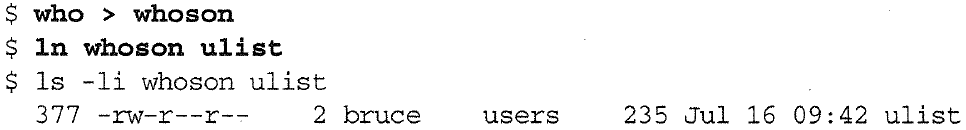 $ who > whoson
$ ln whoson ulist
$ ls -li whoson ulist
377 -rw-r--r-- 2 bruce users 235 Jul 16 09:42 ulist